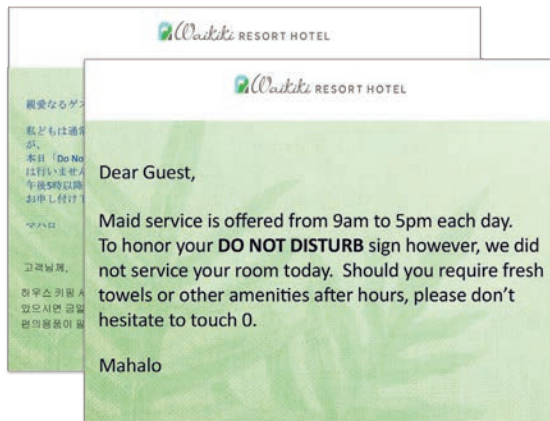 Waikiki RESORT HOTEL
親愛なるゲス
私どもは通常
が、
本日「Do No
は行いません
午後5時以降
お申し付け
マハロ
고객님께,
하우스 키핑
있으시면 금일
편의용품이
Waikiki RESORT HOTEL
Dear Guest,
Maid service is offered from 9am to 5pm each day.
To honor your DO NOT DISTURB sign however, we did
not service your room today. Should you require fresh
towels or other amenities after hours, please don't
hesitate to touch 0.
Mahalo